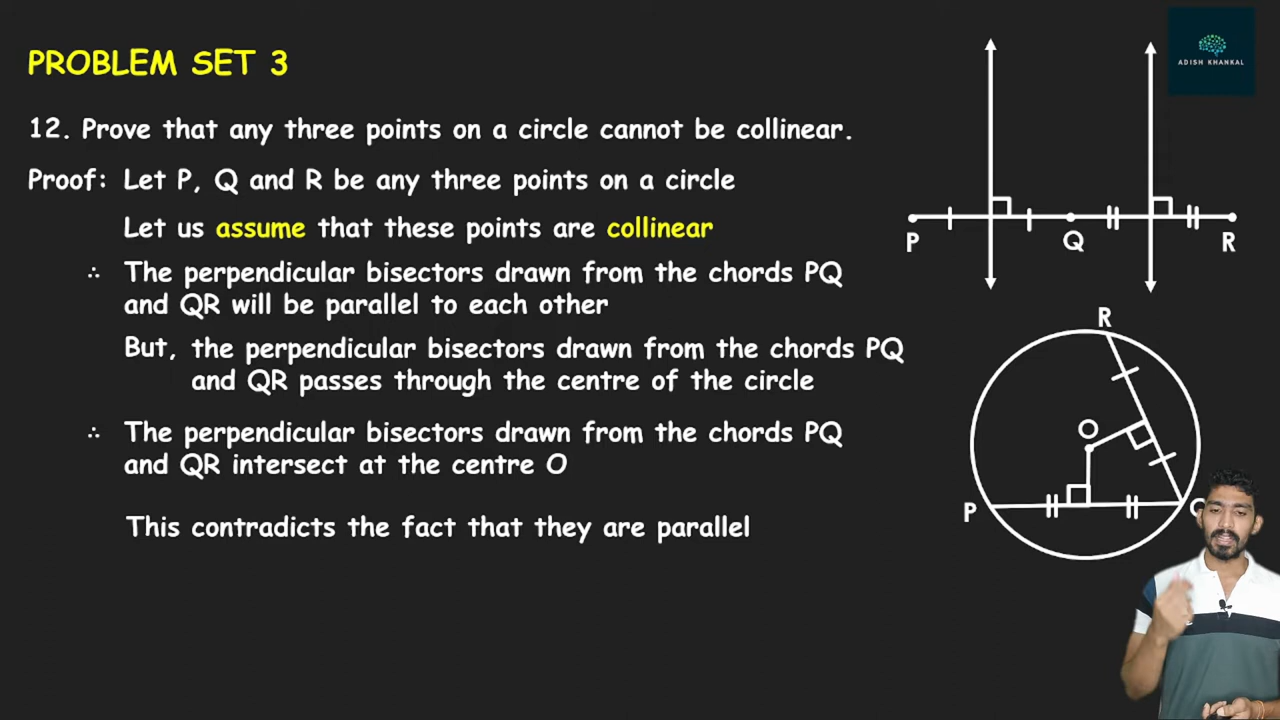 PROBLEM SET 3
ADISH KHANKAL
12. Prove that any three points on a circle cannot be collinear.
Proof: Let P, Q and R be any three points on a circle
Let us assume that these points are collinear
P
Q
R
∴ The perpendicular bisectors drawn from the chords PQ
and QR will be parallel to each other
But, the perpendicular bisectors drawn from the chords PQ
and QR passes through the centre of the circle
∴ The perpendicular bisectors drawn from the chords PQ
and QR intersect at the centre O
This contradicts the fact that they are parallel
R
O
P